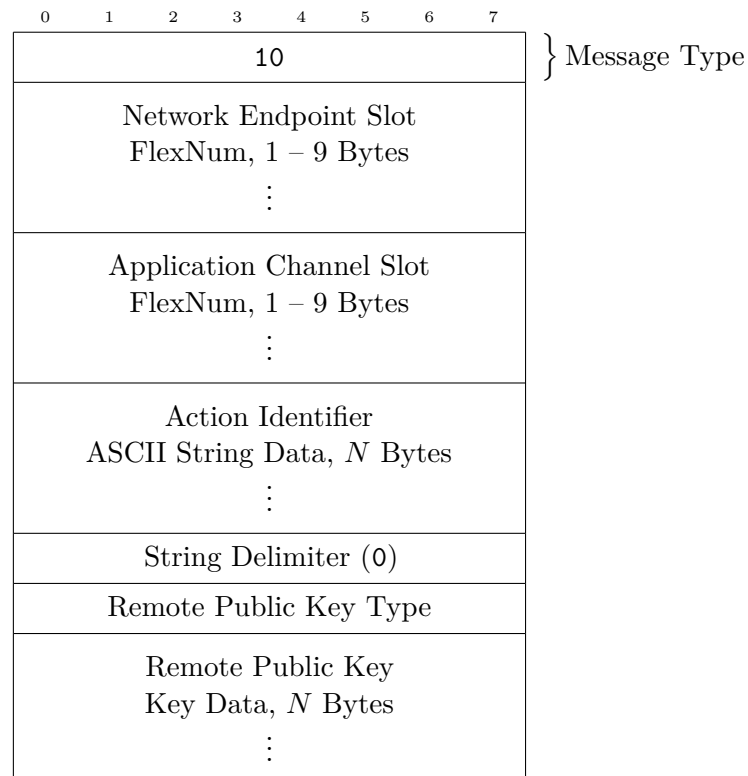 0 1 2 3 4 5 6 7
10
Message Type
Network Endpoint Slot
FlexNum, 1 – 9 Bytes
⋮
Application Channel Slot
FlexNum, 1 – 9 Bytes
⋮
Action Identifier
ASCII String Data, N Bytes
⋮
String Delimiter (0)
Remote Public Key Type
Remote Public Key
Key Data, N Bytes
⋮